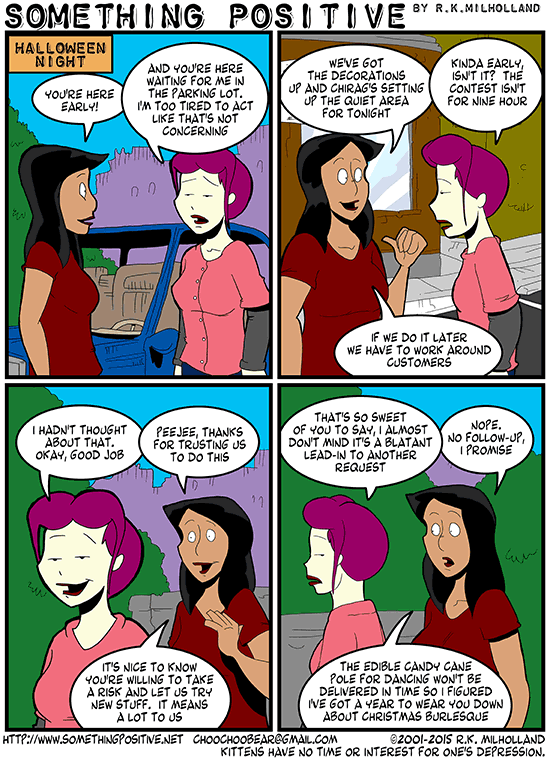 SOMETHING POSITIVE BY R.K.MILHOLLAND
HALLOWEEN
NIGHT
YOU'RE HERE
EARLY!
AND YOU'RE HERE
WAITING FOR ME IN
THE PARKING LOT.
I'M TOO TIRED TO ACT
LIKE THAT'S NOT
CONCERNING
WE'VE GOT
THE DECORATIONS
UP AND CHIRAG'S SETTING
UP THE QUIET AREA
FOR TONIGHT
KINDA EARLY,
ISN'T IT? THE
CONTEST ISN'T
FOR NINE HOUR
IF WE DO IT LATER
WE HAVE TO WORK AROUND
CUSTOMERS
I HADN'T THOUGHT
ABOUT THAT.
OKAY, GOOD JOB
PEEJEE, THANKS
FOR TRUSTING US
TO DO THIS
IT'S NICE TO KNOW
YOU'RE WILLING TO TAKE
A RISK AND LET US TRY
NEW STUFF. IT MEANS
A LOT TO US
THAT'S SO SWEET
OF YOU TO SAY, I ALMOST
DON'T MIND IT'S A BLATANT
LEAD-IN TO ANOTHER
REQUEST
NOPE.
NO FOLLOW-UP,
I PROMISE
THE EDIBLE CANDY CANE
POLE FOR DANCING WON'T BE
DELIVERED IN TIME SO I FIGURED
I'VE GOT A YEAR TO WEAR YOU DOWN
ABOUT CHRISTMAS BURLESQUE
HTTP://WWW.SOMETHINGPOSITIVE.NET CHOOCHOOBEAR@GMAIL.COM ©2001-2015 R.K. MILHOLLAND
KITTENS HAVE NO TIME OR INTEREST FOR ONE'S DEPRESSION.